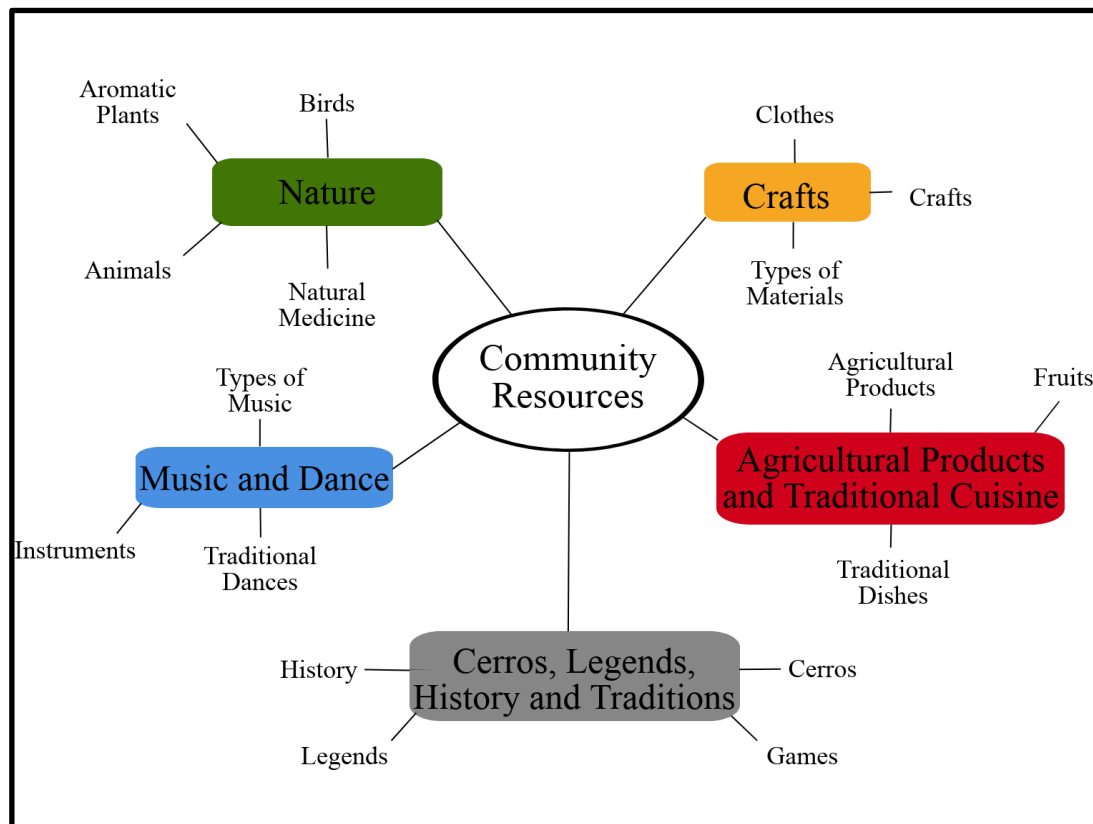 Aromatic
Plants
Birds
Nature
Animals
Natural
Medicine
Clothes
Crafts
Crafts
Types of
Materials
Community
Resources
Types of
Music
Music and Dance
Instruments
Traditional
Dances
Agricultural
Products
Fruits
Agricultural Products
and Traditional Cuisine
Traditional
Dishes
Cerros, Legends,
History and Traditions
History
Cerros
Legends
Games